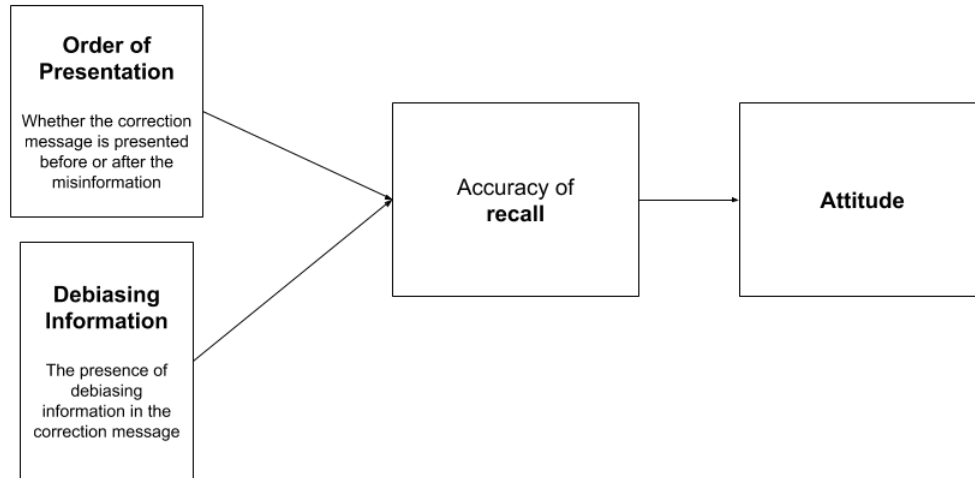 Order of
Presentation
Whether the correction
message is presented
before or after the
misinformation
Debiasing
Information
The presence of
debiasing
information in the
correction message
Accuracy of
recall
Attitude